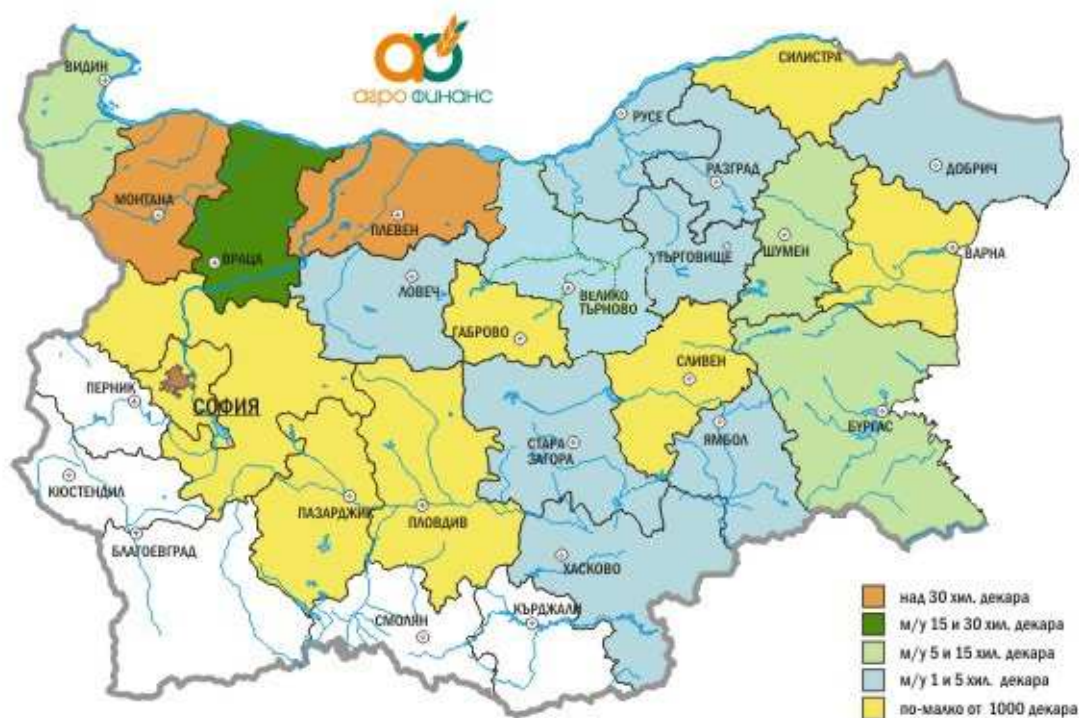 агро финанс
ВИДИН
СИЛИСТРА
РУСЕ
ДОБРИЧ
РАЗГРАД
МОНТАНА
ПЛЕВЕН
ВРАЦА
ТЪРГОВИЩЕ
ШУМЕН
ВАРНА
ЛОВЕЧ
ВЕЛИКО
ТЪРНОВО
ГАБРОВО
СЛИВЕН
ПЕРНИК
СОФИЯ
БУРГАС
СТАРА
ЗАГОРА
ЯМБОЛ
КЮСТЕНДИЛ
ПАЗАРДЖИК
ПЛОВДИВ
БЛАГОЕВГРАД
ХАСКОВО
СМОЛЯН
КЪРДЖАЛИ
над 30 хил. декара
м/у 15 и 30 хил. декара
м/у 5 и 15 хил. декара
м/у 1 и 5 хил. декара
по-малко от 1000 декара